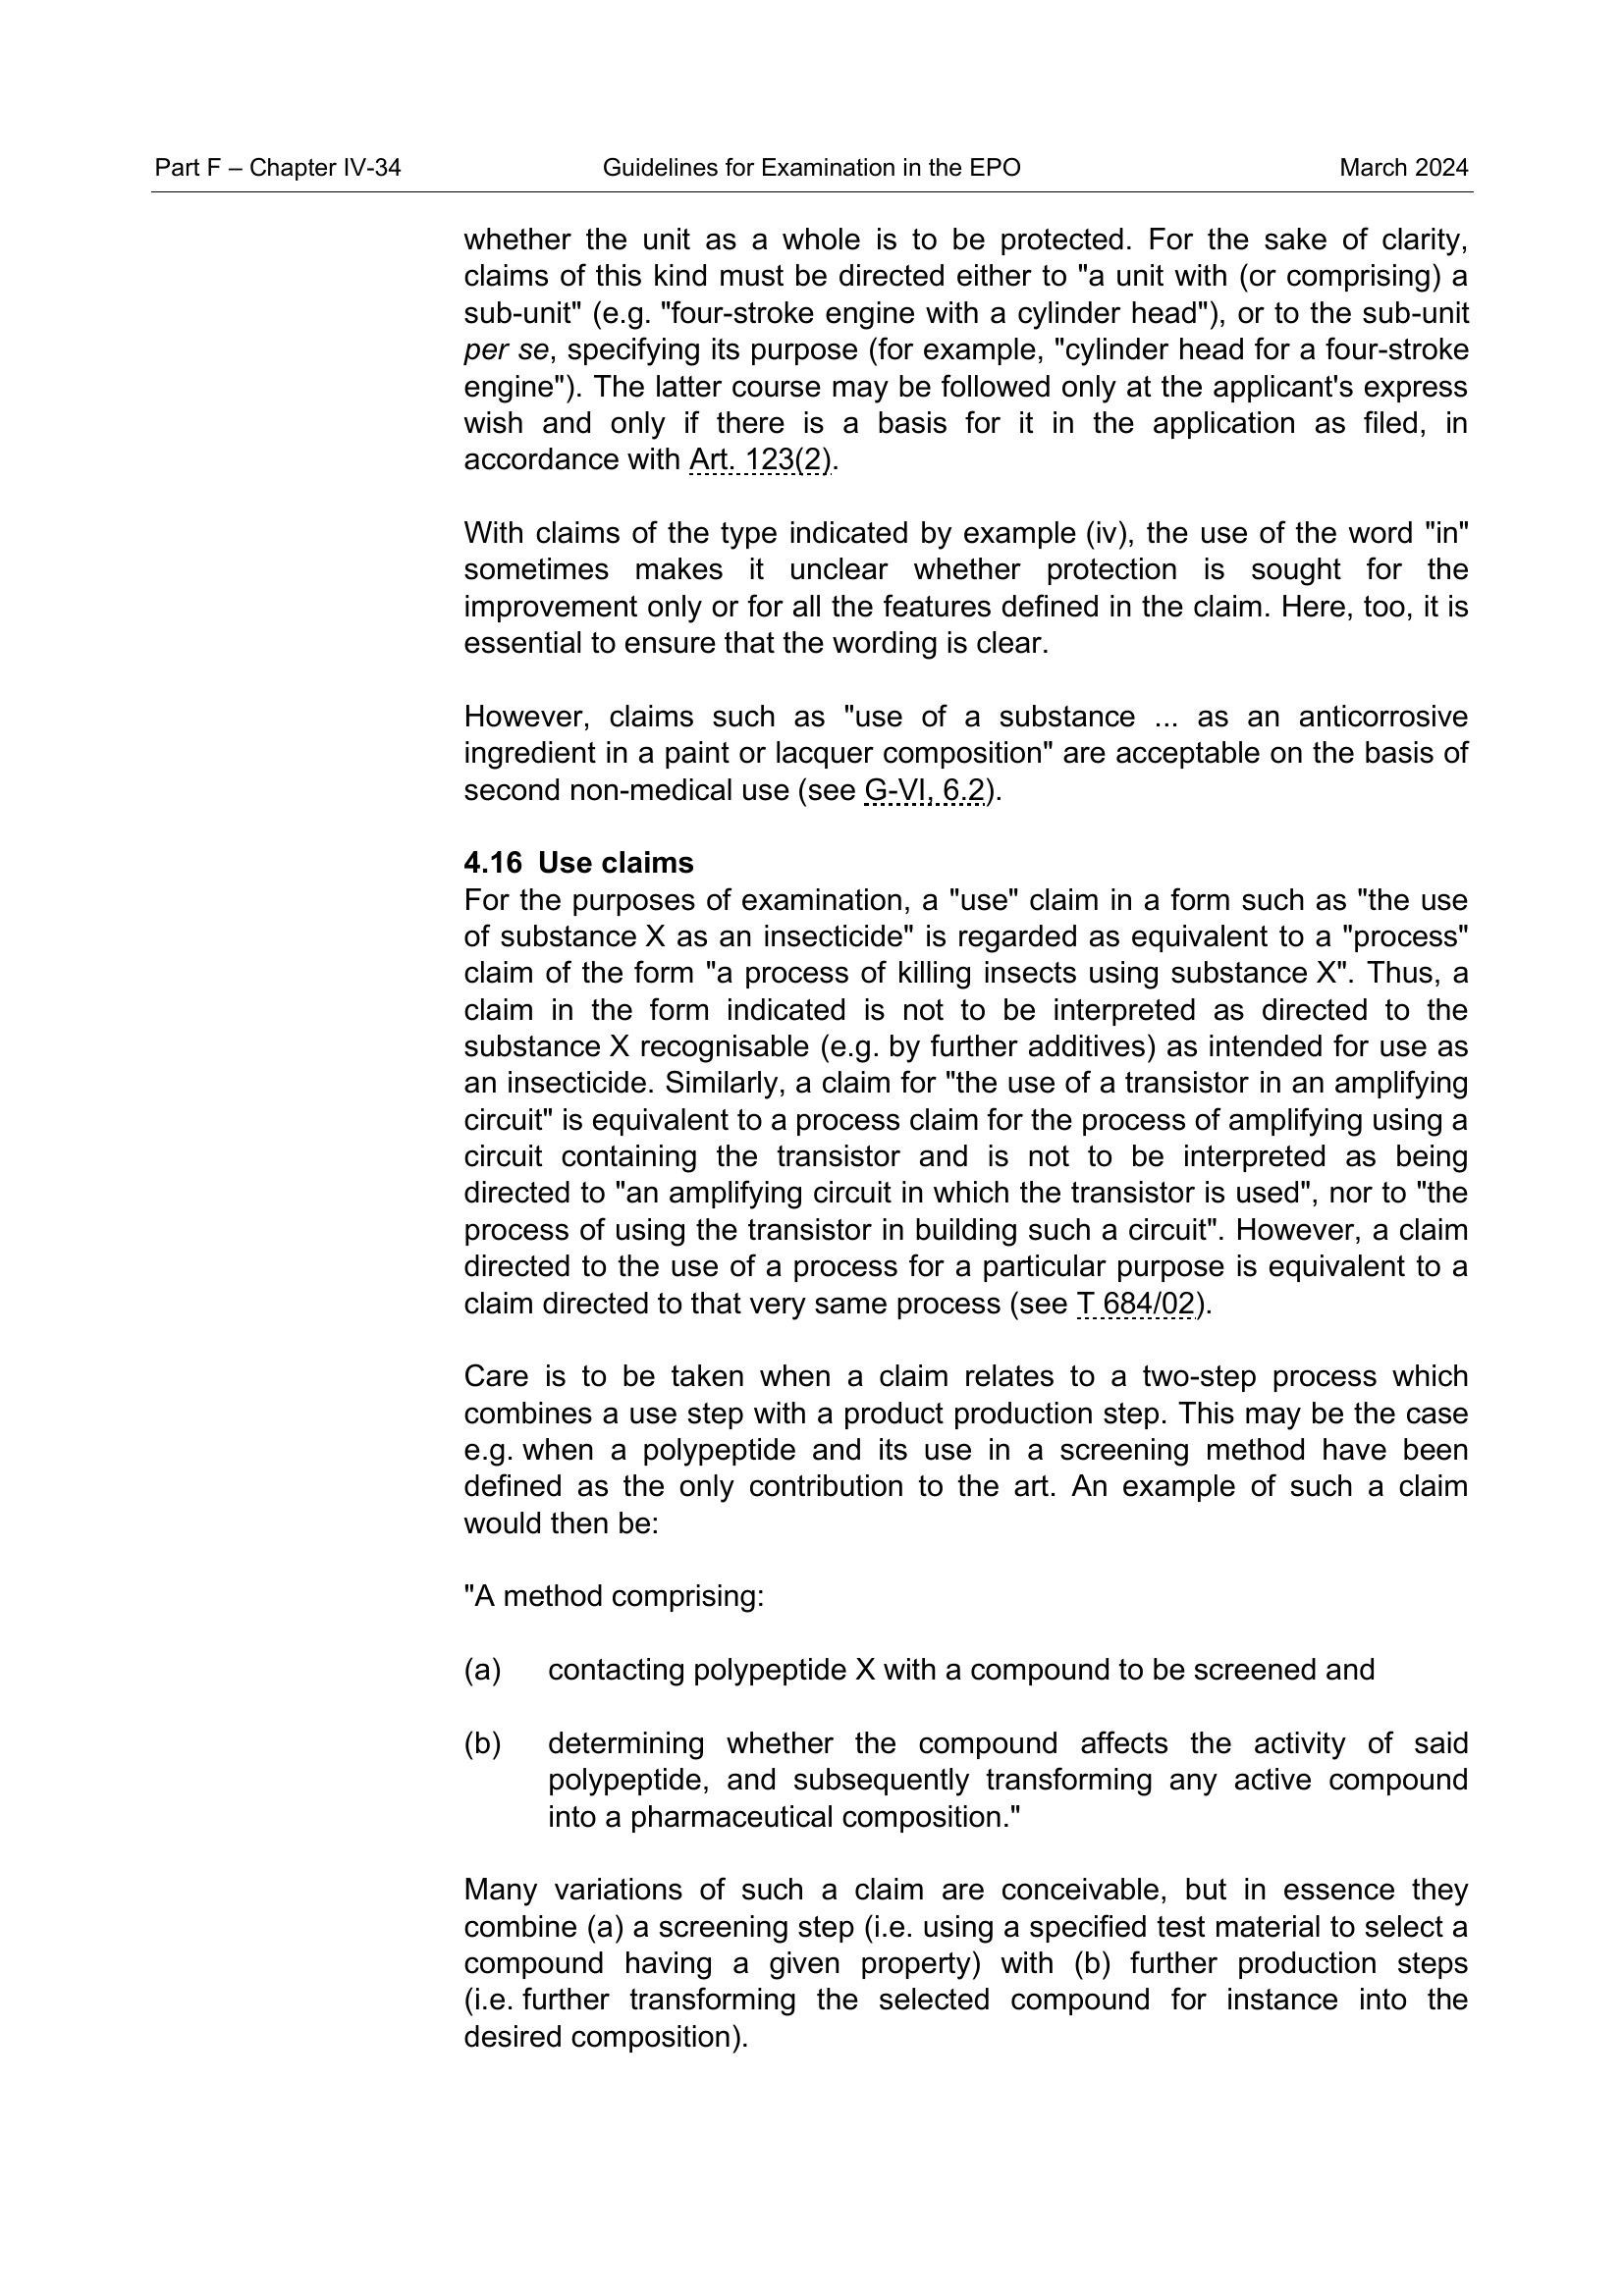 Part F – Chapter IV-34 Guidelines for Examination in the EPO March 2024
whether the unit as a whole is to be protected. For the sake of clarity,
claims of this kind must be directed either to "a unit with (or comprising) a
sub-unit" (e.g. "four-stroke engine with a cylinder head"), or to the sub-unit
per se, specifying its purpose (for example, "cylinder head for a four-stroke
engine"). The latter course may be followed only at the applicant's express
wish and only if there is a basis for it in the application as filed, in
accordance with Art. 123(2).
With claims of the type indicated by example (iv), the use of the word "in"
sometimes makes it unclear whether protection is sought for the
improvement only or for all the features defined in the claim. Here, too, it is
essential to ensure that the wording is clear.
However, claims such as "use of a substance ... as an anticorrosive
ingredient in a paint or lacquer composition" are acceptable on the basis of
second non-medical use (see G-VI, 6.2).
4.16 Use claims
For the purposes of examination, a "use" claim in a form such as "the use
of substance X as an insecticide" is regarded as equivalent to a "process"
claim of the form "a process of killing insects using substance X". Thus, a
claim in the form indicated is not to be interpreted as directed to the
substance X recognisable (e.g. by further additives) as intended for use as
an insecticide. Similarly, a claim for "the use of a transistor in an amplifying
circuit" is equivalent to a process claim for the process of amplifying using a
circuit containing the transistor and is not to be interpreted as being
directed to "an amplifying circuit in which the transistor is used", nor to "the
process of using the transistor in building such a circuit". However, a claim
directed to the use of a process for a particular purpose is equivalent to a
claim directed to that very same process (see T 684/02).
Care is to be taken when a claim relates to a two-step process which
combines a use step with a product production step. This may be the case
e.g. when a polypeptide and its use in a screening method have been
defined as the only contribution to the art. An example of such a claim
would then be:
"A method comprising:
(a) contacting polypeptide X with a compound to be screened and
(b) determining whether the compound affects the activity of said
polypeptide, and subsequently transforming any active compound
into a pharmaceutical composition."
Many variations of such a claim are conceivable, but in essence they
combine (a) a screening step (i.e. using a specified test material to select a
compound having a given property) with (b) further production steps
(i.e. further transforming the selected compound for instance into the
desired composition).